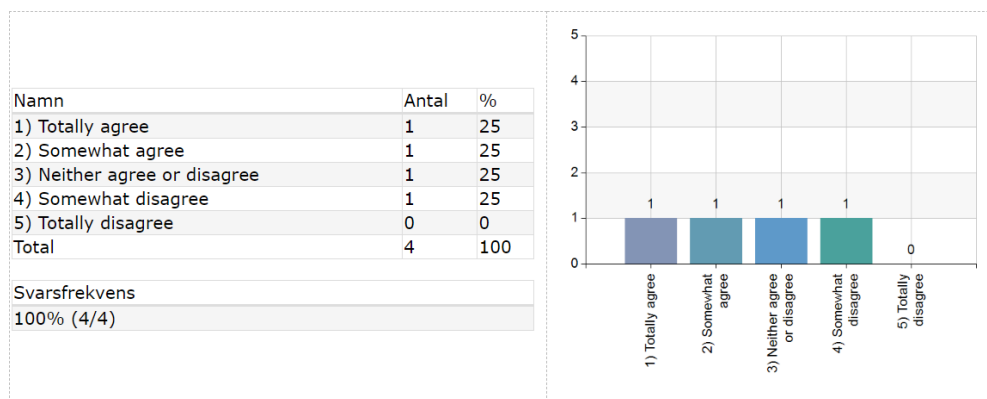 Namn Antal %
1) Totally agree 1 25
2) Somewhat agree 1 25
3) Neither agree or disagree 1 25
4) Somewhat disagree 1 25
5) Totally disagree 0 0
Total 4 100
Svarsfrekvens
100% (4/4)
5
4
3
2
1
0
1 1 1 1 0
1) Totally agree
2) Somewhat
agree
3) Neither agree
or disagree
4) Somewhat
disagree
5) Totally
disagree